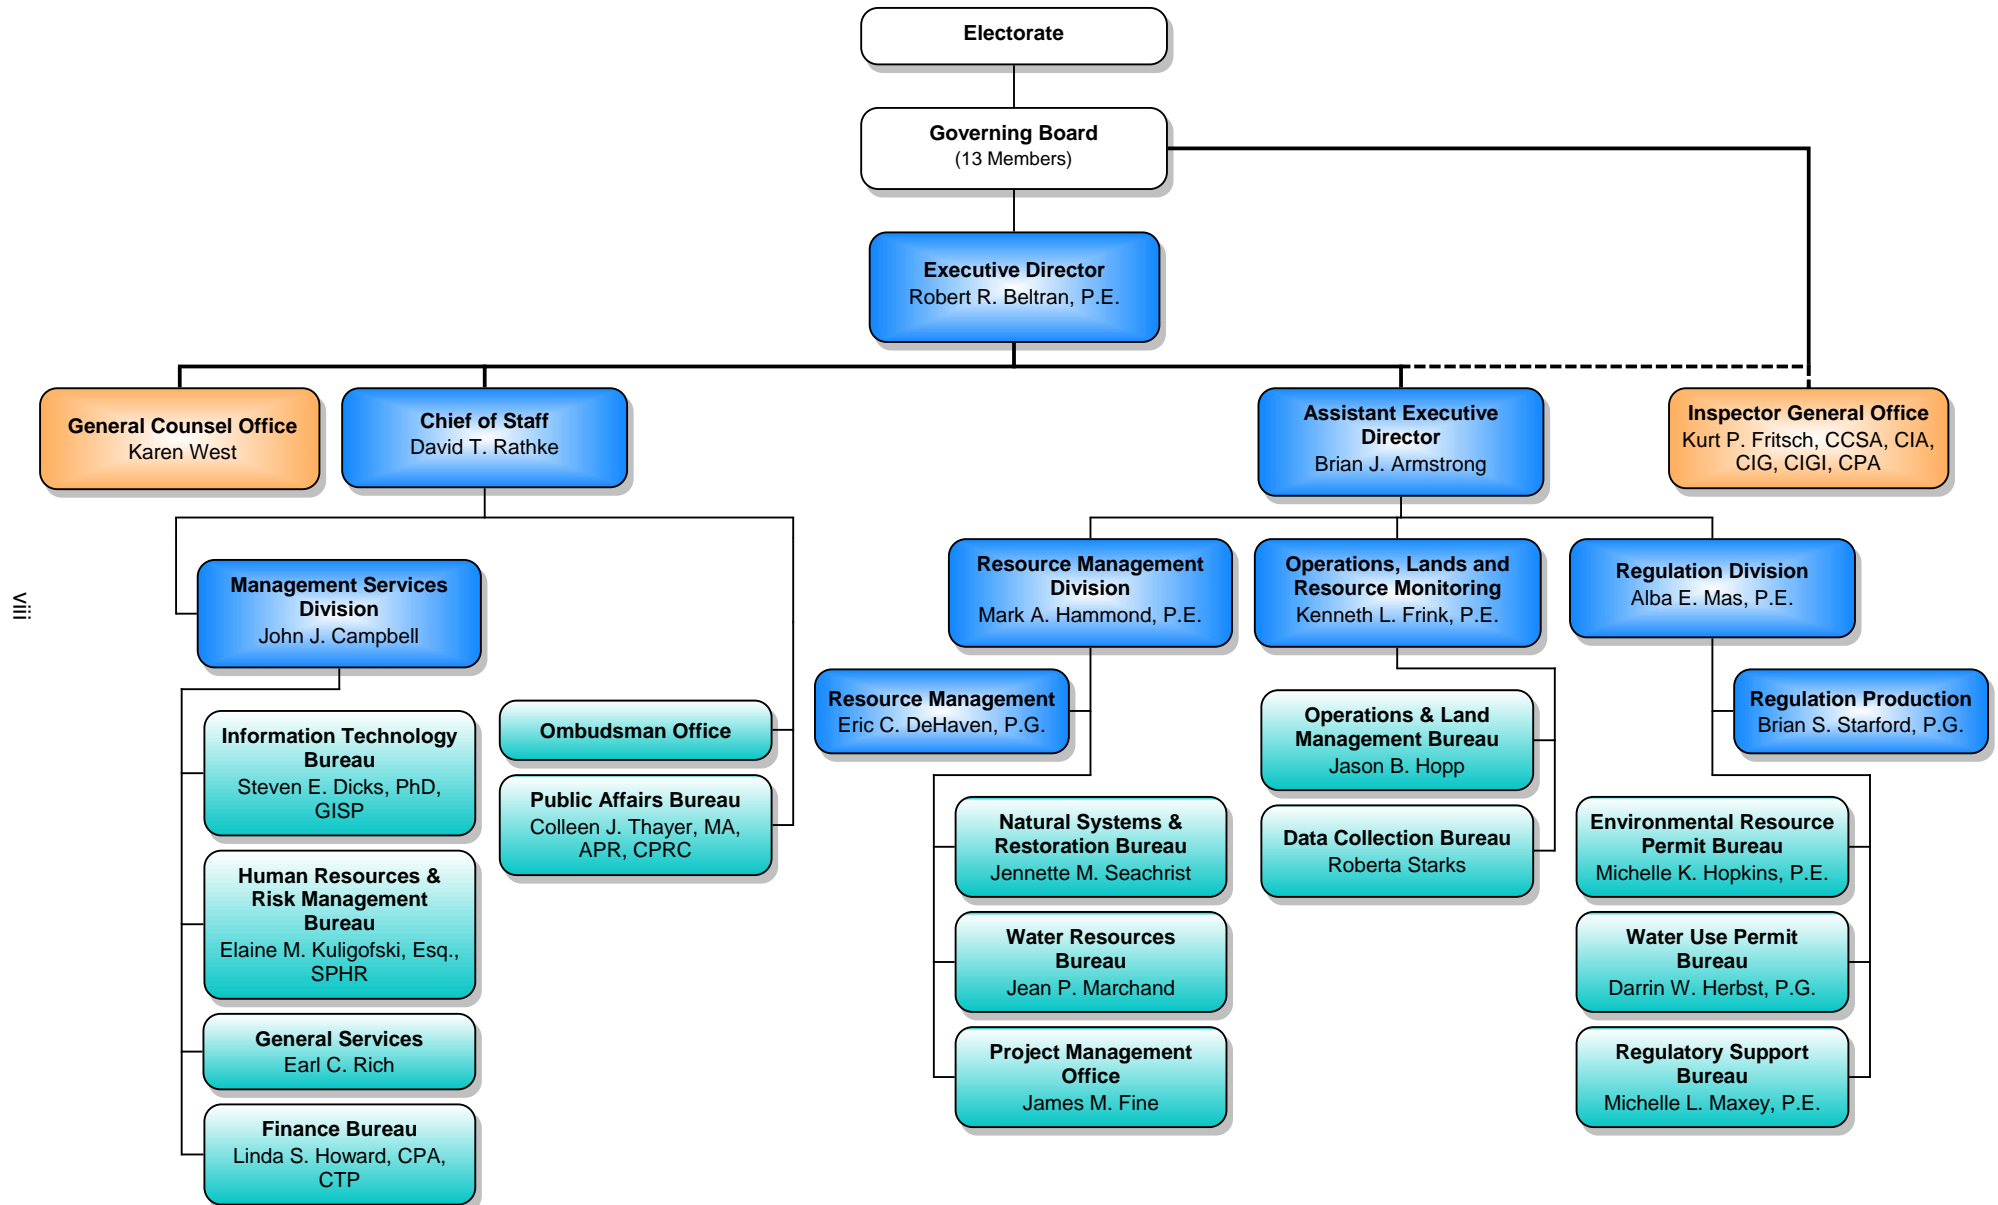 Electorate
Governing Board
(13 Members)
Executive Director
Robert R. Beltran, P.E.
General Counsel Office
Karen West
Chief of Staff
David T. Rathke
Assistant Executive
Director
Brian J. Armstrong
Inspector General Office
Kurt P. Fritsch, CCSA, CIA,
CIG, CIGI, CPA
Management Services
Division
John J. Campbell
Resource Management
Division
Mark A. Hammond, P.E.
Operations, Lands and
Resource Monitoring
Kenneth L. Frink, P.E.
Regulation Division
Alba E. Mas, P.E.
Information Technology
Bureau
Steven E. Dicks, PhD,
GISP
Human Resources &
Risk Management
Bureau
Elaine M. Kuligofski, Esq.,
SPHR
General Services
Earl C. Rich
Finance Bureau
Linda S. Howard, CPA,
CTP
Ombudsman Office
Public Affairs Bureau
Colleen J. Thayer, MA,
APR, CPRC
Resource Management
Eric C. DeHaven, P.G.
Natural Systems &
Restoration Bureau
Jennette M. Seachrist
Water Resources
Bureau
Jean P. Marchand
Project Management
Office
James M. Fine
Operations & Land
Management Bureau
Jason B. Hopp
Data Collection Bureau
Roberta Starks
Regulation Production
Brian S. Starford, P.G.
Environmental Resource
Permit Bureau
Michelle K. Hopkins, P.E.
Water Use Permit
Bureau
Darrin W. Herbst, P.G.
Regulatory Support
Bureau
Michelle L. Maxey, P.E.
viii